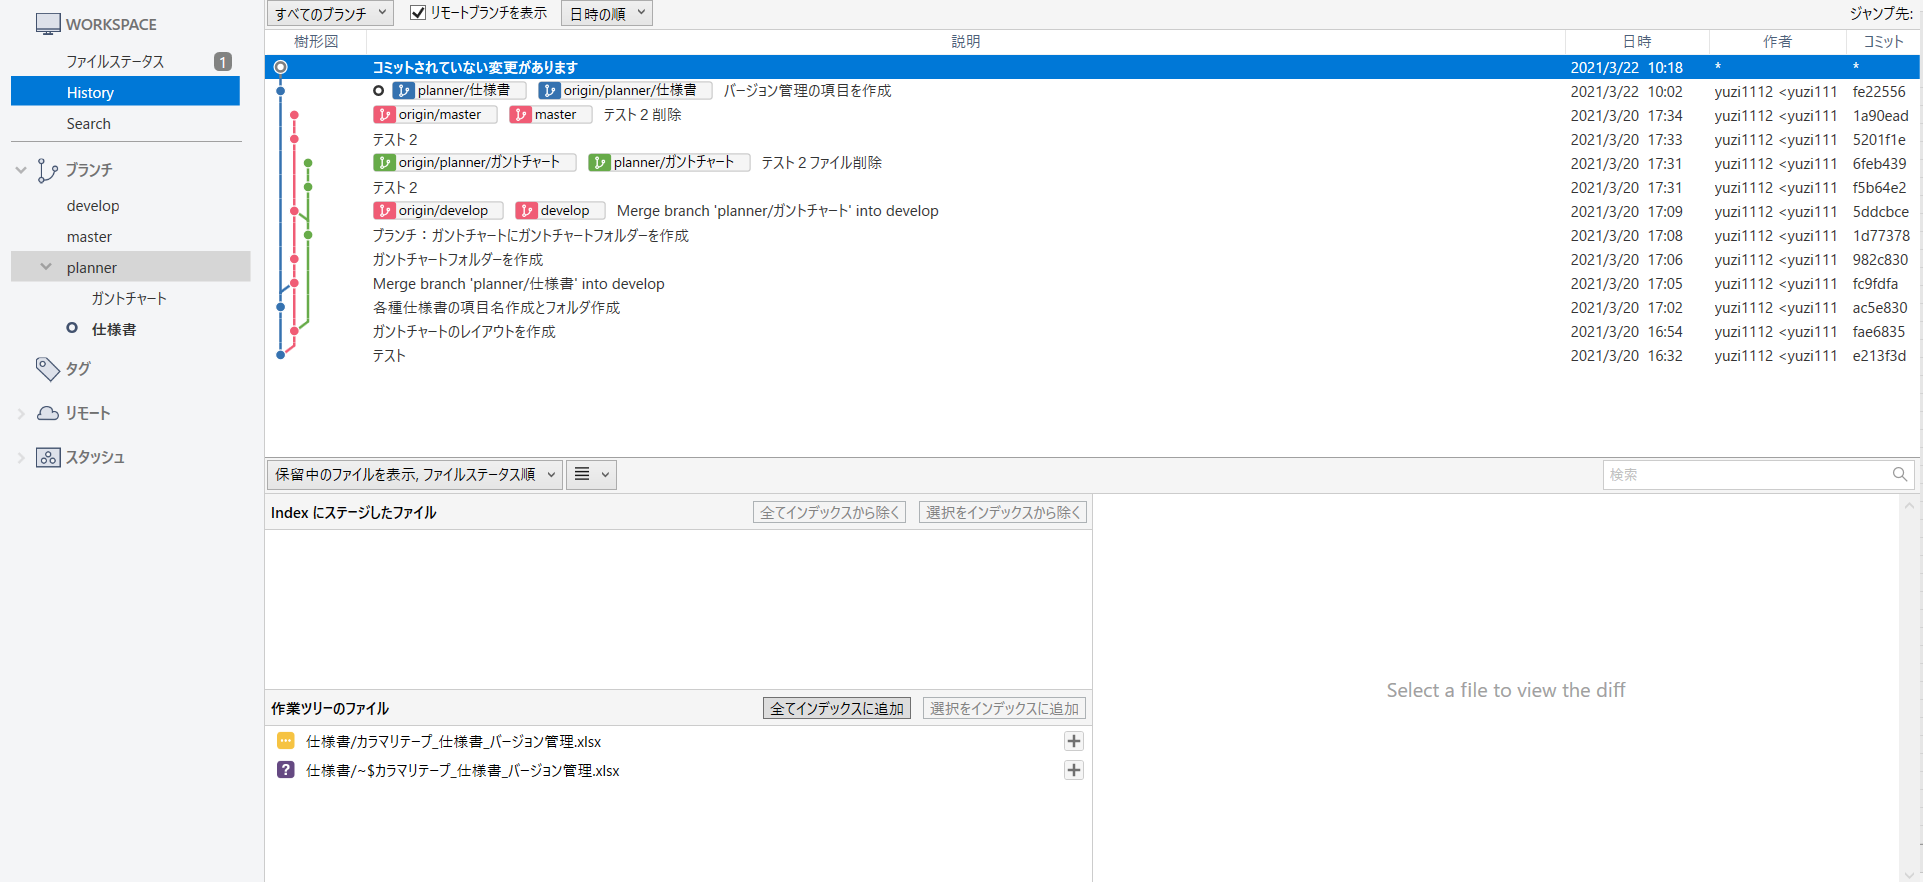 WORKSPACE
ファイルステータス 1
History
Search
ブランチ
develop
master
planner
ガントチャート
仕様書
タグ
リモート
スタッシュ
すべてのブランチ リモートブランチを表示 日時の順 ジャンプ先:
樹形図 説明 日時 作者 コミット
コミットされていない変更があります 2021/3/22 10:18 * *
planner/仕様書 origin/planner/仕様書 バージョン管理の項目を作成 2021/3/22 10:02 yuzi1112 <yuzi111 fe22556
origin/master master テスト２削除 2021/3/20 17:34 yuzi1112 <yuzi111 1a90ead
テスト２ 2021/3/20 17:33 yuzi1112 <yuzi111 5201f1e
origin/planner/ガントチャート planner/ガントチャート テスト２ファイル削除 2021/3/20 17:31 yuzi1112 <yuzi111 6feb439
テスト２ 2021/3/20 17:31 yuzi1112 <yuzi111 f5b64e2
origin/develop develop Merge branch 'planner/ガントチャート' into develop 2021/3/20 17:09 yuzi1112 <yuzi111 5ddcbce
ブランチ：ガントチャートにガントチャートフォルダーを作成 2021/3/20 17:08 yuzi1112 <yuzi111 1d77378
ガントチャートフォルダーを作成 2021/3/20 17:06 yuzi1112 <yuzi111 982c830
Merge branch 'planner/仕様書' into develop 2021/3/20 17:05 yuzi1112 <yuzi111 fc9fdfa
各種仕様書の項目名作成とフォルダ作成 2021/3/20 17:02 yuzi1112 <yuzi111 ac5e830
ガントチャートのレイアウトを作成 2021/3/20 16:54 yuzi1112 <yuzi111 fae6835
テスト 2021/3/20 16:32 yuzi1112 <yuzi111 e213f3d
保留中のファイルを表示, ファイルステータス順 検索
Index にステージしたファイル 全てインデックスから除く 選択をインデックスから除く
Select a file to view the diff
作業ツリーのファイル 全てインデックスに追加 選択をインデックスに追加
仕様書/カラマリテープ_仕様書_バージョン管理.xlsx
? 仕様書/~$カラマリテープ_仕様書_バージョン管理.xlsx